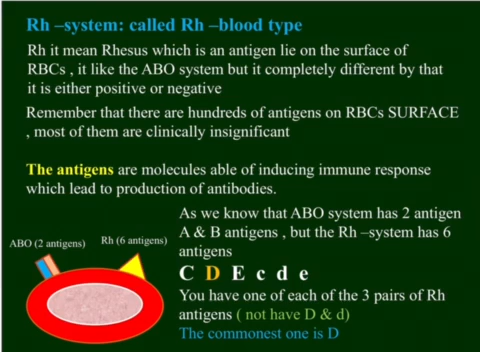 Rh –system: called Rh –blood type
Rh it mean Rhesus which is an antigen lie on the surface of
RBCs , it like the ABO system but it completely different by that
it is either positive or negative
Remember that there are hundreds of antigens on RBCs SURFACE
, most of them are clinically insignificant
The antigens are molecules able of inducing immune response
which lead to production of antibodies.
As we know that ABO system has 2 antigen
A & B antigens , but the Rh –system has 6
antigens
C D E c d e
You have one of each of the 3 pairs of Rh
antigens ( not have D & d)
The commonest one is D
ABO (2 antigens) Rh (6 antigens)